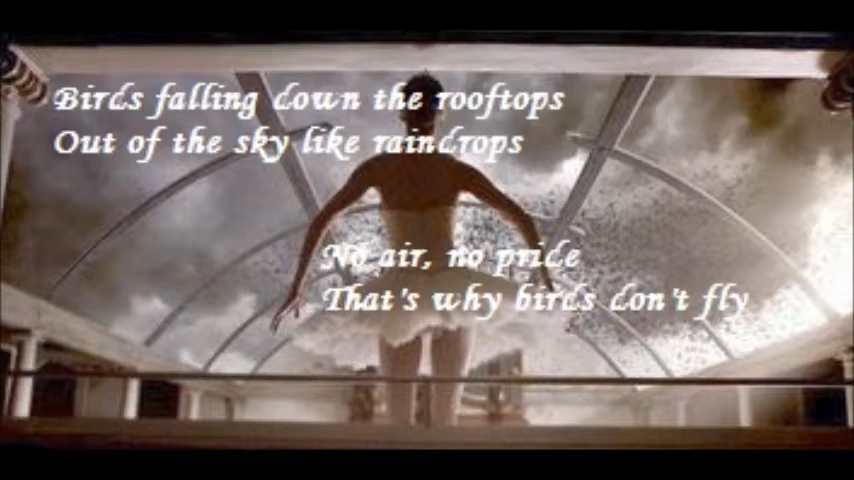 Birds falling down the rooftops
Out of the sky like raindrops
No air, no pride
That's why birds don't fly